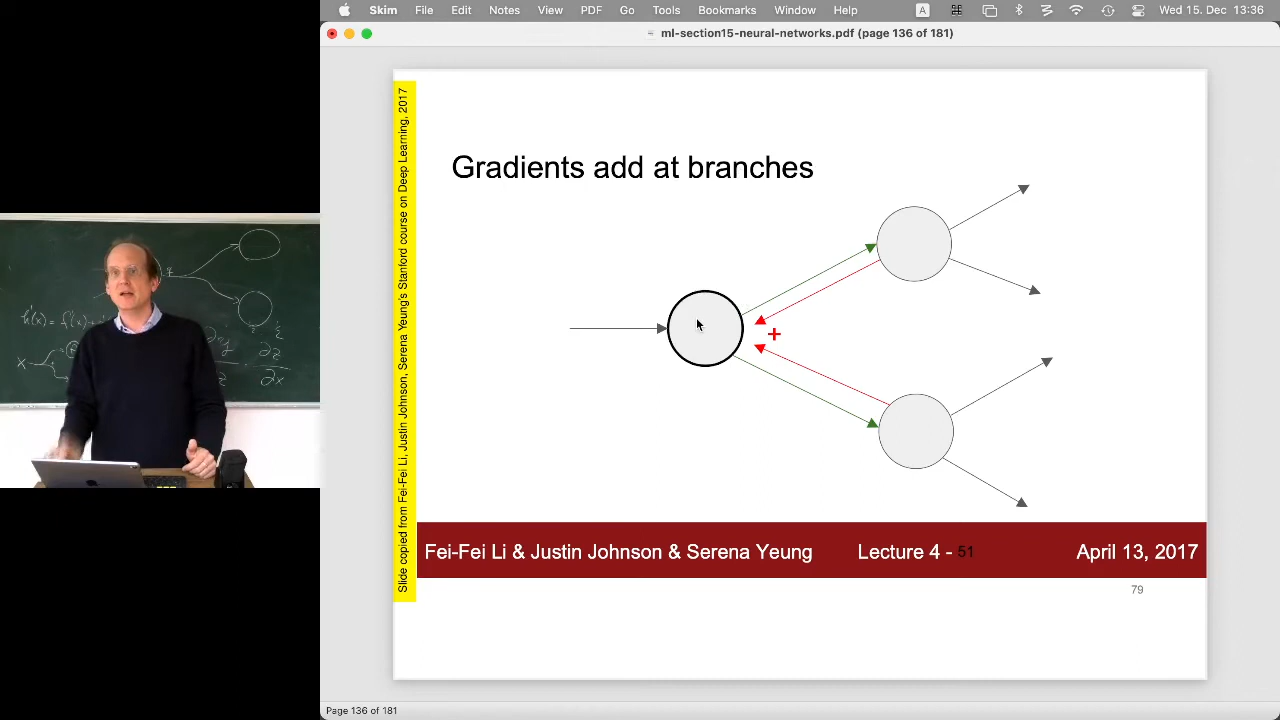 Skim File Edit Notes View PDF Go Tools Bookmarks Window Help A Wed 15. Dec 13:36
ml-section15-neural-networks.pdf (page 136 of 181)
Slide copied from Fei-Fei Li, Justin Johnson, Serena Yeung's Stanford course on Deep Learning, 2017
Gradients add at branches
+
Fei-Fei Li & Justin Johnson & Serena Yeung Lecture 4 - 51 April 13, 2017
79
Page 136 of 181